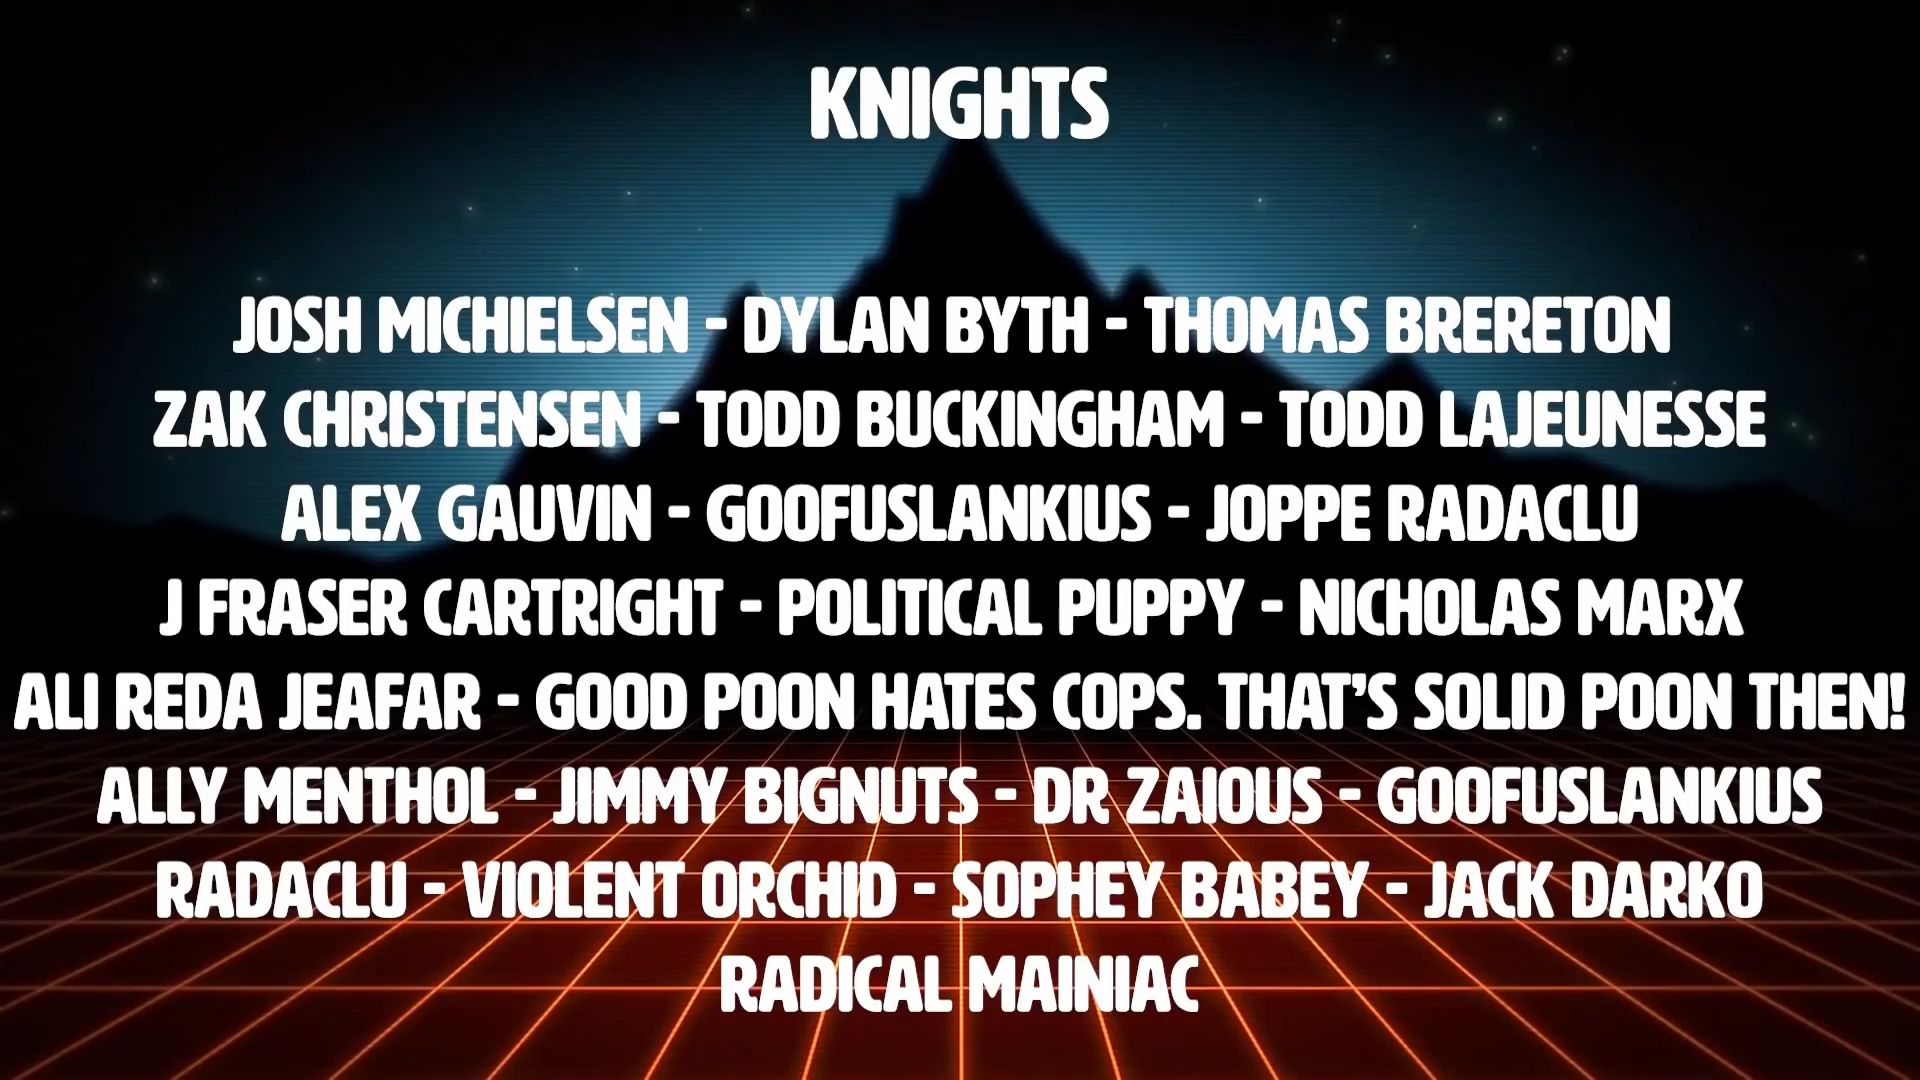 KNIGHTS
JOSH MICHIELSEN - DYLAN BYTH - THOMAS BRERETON
ZAK CHRISTENSEN - TODD BUCKINGHAM - TODD LAJEUNESSE
ALEX GAUVIN - GOOFUSLANKIUS - JOPPE RADACLU
J FRASER CARTRIGHT - POLITICAL PUPPY - NICHOLAS MARX
ALI REDA JEAFAR - GOOD POON HATES COPS. THAT'S SOLID POON THEN!
ALLY MENTHOL - JIMMY BIGNUTS - DR ZAIOUS - GOOFUSLANKIUS
RADACLU - VIOLENT ORCHID - SOPHEY BABEY - JACK DARKO
RADICAL MAINIAC